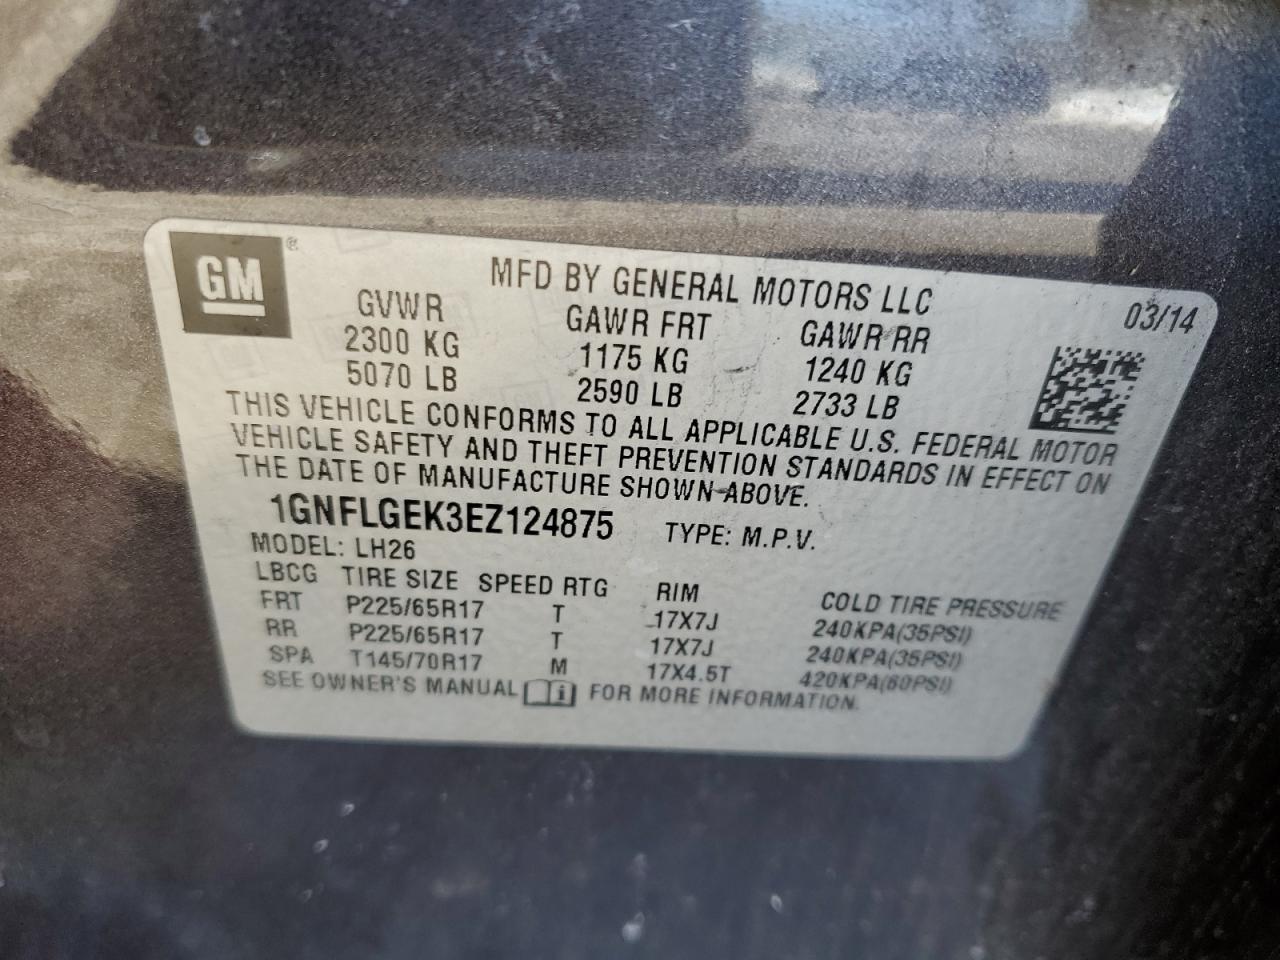 GM ®
MFD BY GENERAL MOTORS LLC 03/14
GVWR GAWR FRT GAWR RR
2300 KG 1175 KG 1240 KG
5070 LB 2590 LB 2733 LB
THIS VEHICLE CONFORMS TO ALL APPLICABLE U.S. FEDERAL MOTOR
VEHICLE SAFETY AND THEFT PREVENTION STANDARDS IN EFFECT ON
THE DATE OF MANUFACTURE SHOWN ABOVE.
1GNFLGEK3EZ124875 TYPE: M.P.V.
MODEL: LH26
LBCG TIRE SIZE SPEED RTG RIM COLD TIRE PRESSURE
FRT P225/65R17 T 17X7J 240KPA(35PSI)
RR P225/65R17 T 17X7J 240KPA(35PSI)
SPA T145/70R17 M 17X4.5T 420KPA(60PSI)
SEE OWNER'S MANUAL i FOR MORE INFORMATION.